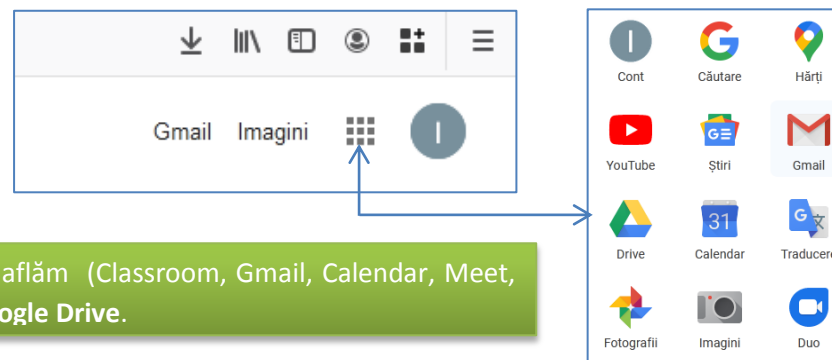 Gmail Imagini I
I
Cont Căutare Hărți
GE
YouTube Știri Gmail
31 G
Drive Calendar Traducere
Fotografii Imagini Duo
aflăm (Classroom, Gmail, Calendar, Meet,
ogle Drive.